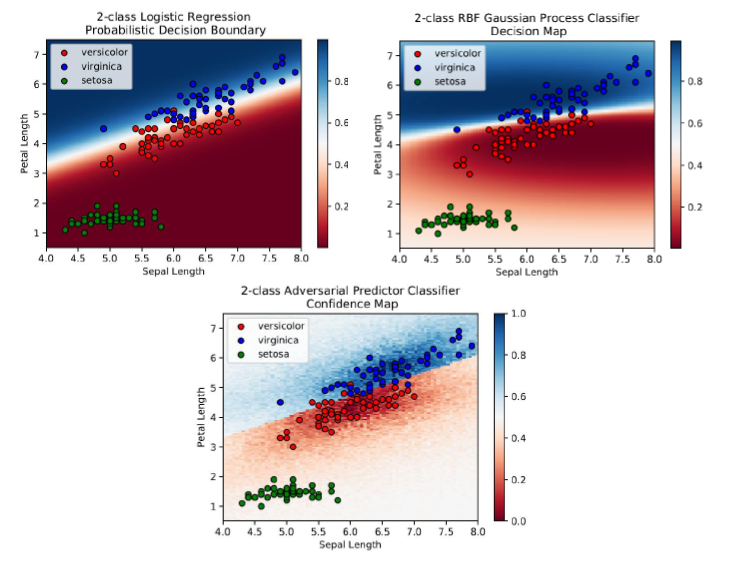 2-class Logistic Regression
Probabilistic Decision Boundary
versicolor
virginica
setosa
7
6
5
4
3
2
1
Petal Length
4.0 4.5 5.0 5.5 6.0 6.5 7.0 7.5 8.0
Sepal Length
0.8
0.6
0.4
0.2
2-class RBF Gaussian Process Classifier
Decision Map
versicolor
virginica
setosa
7
6
5
4
3
2
1
Petal Length
4.0 4.5 5.0 5.5 6.0 6.5 7.0 7.5 8.0
Sepal Length
0.8
0.6
0.4
0.2
2-class Adversarial Predictor Classifier
Confidence Map
versicolor
virginica
setosa
7
6
5
4
3
2
1
Petal Length
4.0 4.5 5.0 5.5 6.0 6.5 7.0 7.5 8.0
Sepal Length
1.0
0.8
0.6
0.4
0.2
0.0